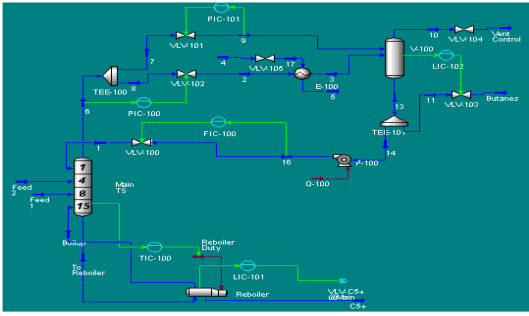 PIC-101
10
VLV-104
Vent
Control
VLV-101
9
V-100
LIC-102
7
4
VLV-105
17
TEE-100
8
VLV-102
2
E-100
3
5
11
VLV-103
Butanes
13
6
PIC-100
FIC-100
TEE-101
1
VLV-100
16
P-100
14
Q-100
1
4
8
15
Main
TS
Feed
2
Feed
1
Boilup
To
Reboiler
TIC-100
Reboiler
Duty
LIC-101
Reboiler
VLV-C5+
@Main
C5+